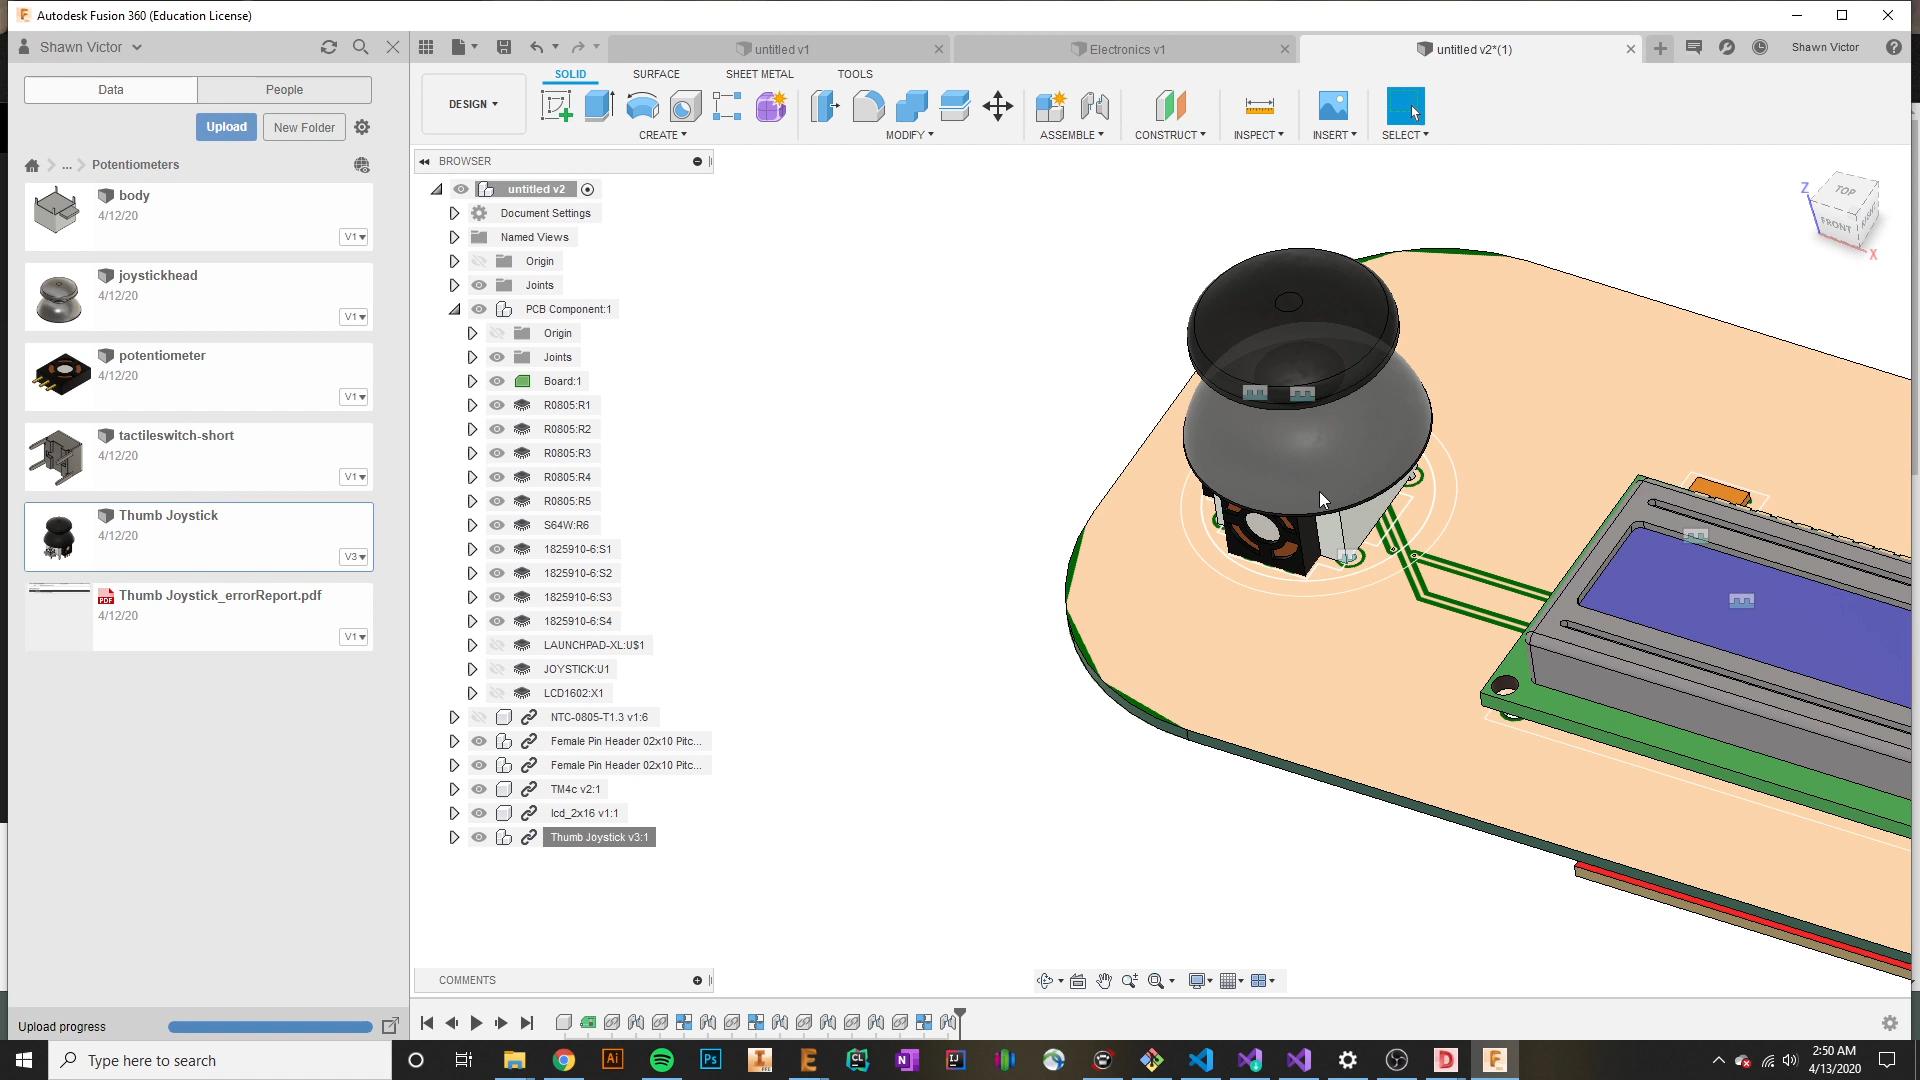 Autodesk Fusion 360 (Education License)
Shawn Victor
untitled v1
Electronics v1
untitled v2*(1)
Shawn Victor
Data
People
Upload
New Folder
... Potentiometers
body
4/12/20
V1
joystickhead
4/12/20
V1
potentiometer
4/12/20
V1
tactileswitch-short
4/12/20
V1
Thumb Joystick
4/12/20
V3
PDF
Thumb Joystick_errorReport.pdf
4/12/20
V1
Upload progress
DESIGN
SOLID
SURFACE
SHEET METAL
TOOLS
CREATE
MODIFY
ASSEMBLE
CONSTRUCT
INSPECT
INSERT
SELECT
BROWSER
untitled v2
Document Settings
Named Views
Origin
Joints
PCB Component:1
Origin
Joints
Board:1
R0805:R1
R0805:R2
R0805:R3
R0805:R4
R0805:R5
S64W:R6
1825910-6:S1
1825910-6:S2
1825910-6:S3
1825910-6:S4
LAUNCHPAD-XL:U$1
JOYSTICK:U1
LCD1602:X1
NTC-0805-T1.3 v1:6
Female Pin Header 02x10 Pitc...
Female Pin Header 02x10 Pitc...
TM4c v2:1
lcd_2x16 v1:1
Thumb Joystick v3:1
COMMENTS
Z
TOP
FRONT
RIGHT
X
Type here to search
2:50 AM
4/13/2020